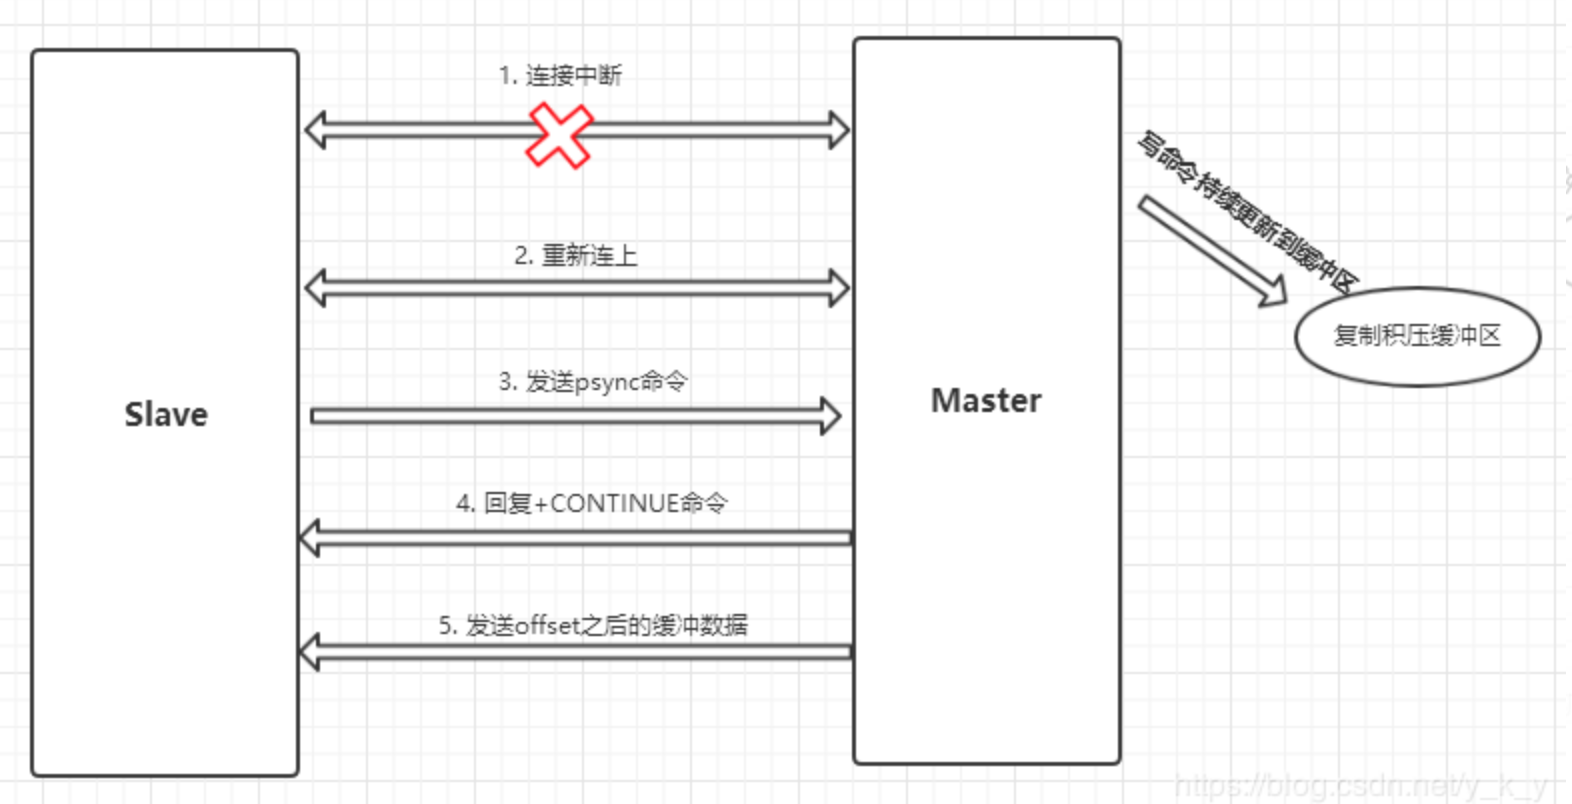 1. 连接中断
写命令持续更新到缓冲区
2. 重新连上
复制积压缓冲区
3. 发送psync命令
Slave
Master
4. 回复+CONTINUE命令
5. 发送offset之后的缓冲数据
https://blog.csdn.net/y_k_y